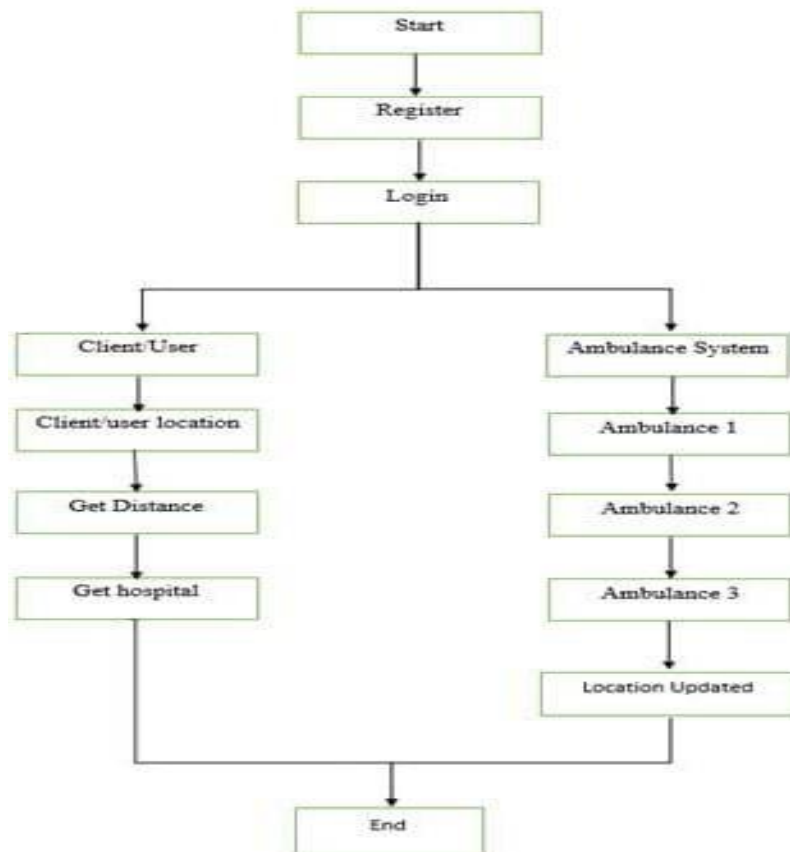 Start
Register
Login
Client/User
Client/user location
Get Distance
Get hospital
Ambulance System
Ambulance 1
Ambulance 2
Ambulance 3
Location Updated
End